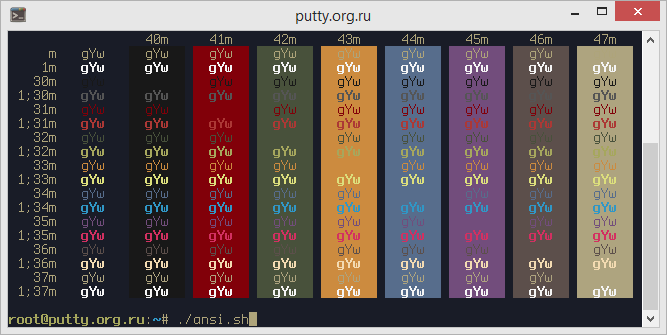 putty.org.ru
40m 41m 42m 43m 44m 45m 46m 47m
m gYw gYw gYw gYw gYw gYw gYw gYw gYw
1m gYw gYw gYw gYw gYw gYw gYw gYw gYw
30m gYw gYw gYw gYw gYw gYw gYw
1;30m gYw gYw gYw gYw gYw gYw gYw gYw gYw
31m gYw gYw gYw gYw gYw gYw gYw gYw
1;31m gYw gYw gYw gYw gYw gYw gYw gYw gYw
32m gYw gYw gYw gYw gYw gYw gYw gYw
1;32m gYw gYw gYw gYw gYw gYw gYw gYw gYw
33m gYw gYw gYw gYw gYw gYw gYw gYw gYw
1;33m gYw gYw gYw gYw gYw gYw gYw gYw gYw
34m gYw gYw gYw gYw gYw gYw gYw gYw
1;34m gYw gYw gYw gYw gYw gYw gYw gYw gYw
35m gYw gYw gYw gYw gYw gYw gYw gYw
1;35m gYw gYw gYw gYw gYw gYw gYw gYw gYw
36m gYw gYw gYw gYw gYw gYw gYw gYw
1;36m gYw gYw gYw gYw gYw gYw gYw gYw gYw
37m gYw gYw gYw gYw gYw gYw gYw gYw
1;37m gYw gYw gYw gYw gYw gYw gYw gYw gYw
root@putty.org.ru:~# ./ansi.sh